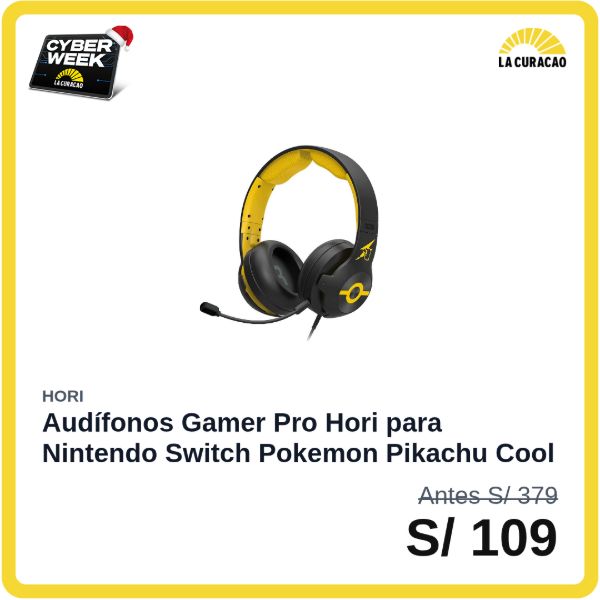 CYBER
WEEK
LA CURACAO
LA CURACAO
HORI
Audífonos Gamer Pro Hori para
Nintendo Switch Pokemon Pikachu Cool
Antes S/ 379
S/ 109